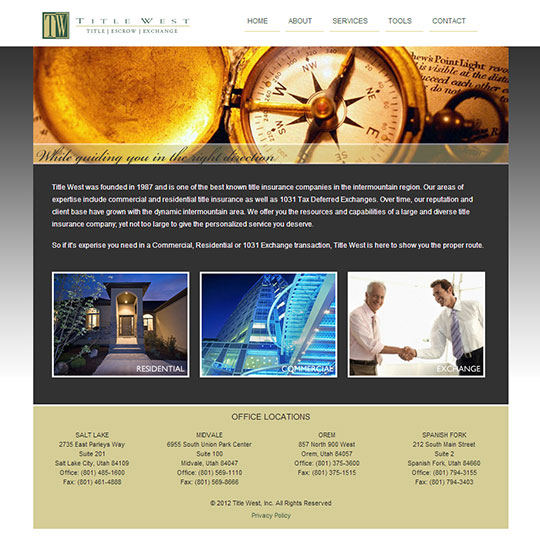 TW
TITLE WEST
TITLE | ESCROW | EXCHANGE
HOME ABOUT SERVICES TOOLS CONTACT
hew's Point Light revo
is visible at the dista
cceed each other
do not to
N
S
W
SW
While guiding you in the right direction
Title West was founded in 1987 and is one of the best known title insurance companies in the intermountain region. Our areas of
expertise include commercial and residential title insurance as well as 1031 Tax Deferred Exchanges. Over time, our reputation and
client base have grown with the dynamic intermountain area. We offer you the resources and capabilities of a large and diverse title
insurance company, yet not too large to give the personalized service you deserve.
So if it's experise you need in a Commercial, Residential or 1031 Exchange transaction, Title West is here to show you the proper route.
RESIDENTIAL
COMMERCIAL
EXCHANGE
OFFICE LOCATIONS
SALT LAKE
2735 East Parleys Way
Suite 201
Salt Lake City, Utah 84109
Office: (801) 485-1600
Fax: (801) 461-4888
MIDVALE
6955 South Union Park Center
Suite 100
Midvale, Utah 84047
Office: (801) 569-1110
Fax: (801) 569-8666
OREM
857 North 900 West
Orem, Utah 84057
Office: (801) 375-3600
Fax: (801) 375-1515
SPANISH FORK
212 South Main Street
Suite 2
Spanish Fork, Utah 84660
Office: (801) 794-3155
Fax: (801) 794-3403
© 2012 Title West, Inc. All Rights Reserved
Privacy Policy